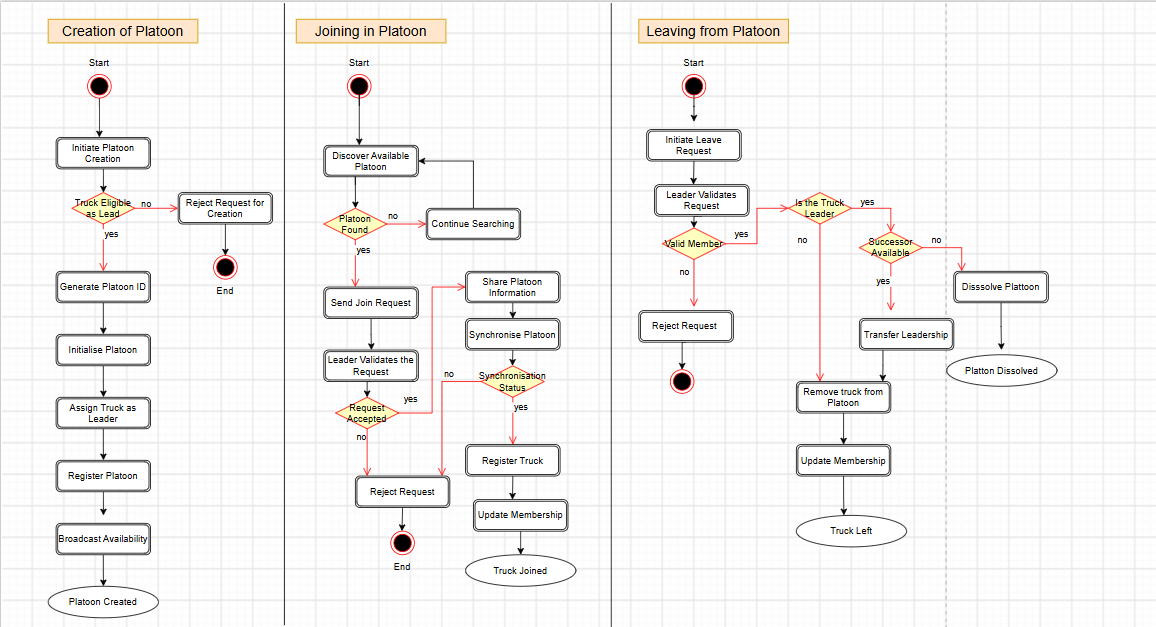 Creation of Platoon
Start
Initiate Platoon
Creation
Truck Eligible
as Lead
no
Reject Request for
Creation
End
yes
Generate Platoon ID
Initialise Platoon
Assign Truck as
Leader
Register Platoon
Broadcast Availability
Platoon Created
Joining in Platoon
Start
Discover Available
Platoon
Platoon
Found
no
Continue Searching
yes
Send Join Request
Leader Validates the
Request
Request
Accepted
yes
no
Share Platoon
Information
Synchronise Platoon
Synchronisation
Status
no
yes
Reject Request
End
Register Truck
Update Membership
Truck Joined
Leaving from Platoon
Start
Initiate Leave
Request
Leader Validates
Request
Valid Member
yes
no
Reject Request
Is the Truck
Leader
yes
no
Successor
Available
no
yes
Disssolve Plattoon
Platton Dissolved
Transfer Leadership
Remove truck from
Platoon
Update Membership
Truck Left